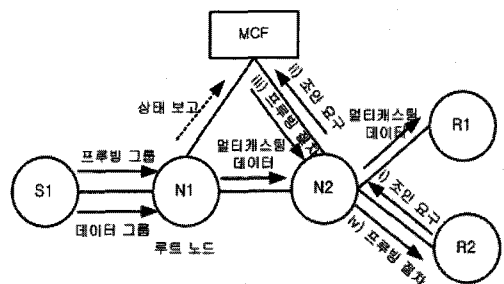 MCF
상태 보고
ii) 조인 요구
iii) 프루빙 절차
멀티캐스팅
데이터
R1
프루빙 그룹
멀티캐스팅
데이터
S1
N1
N2
i) 조인 요구
데이터 그룹
루트 노드
iv) 프루빙 절차
R2